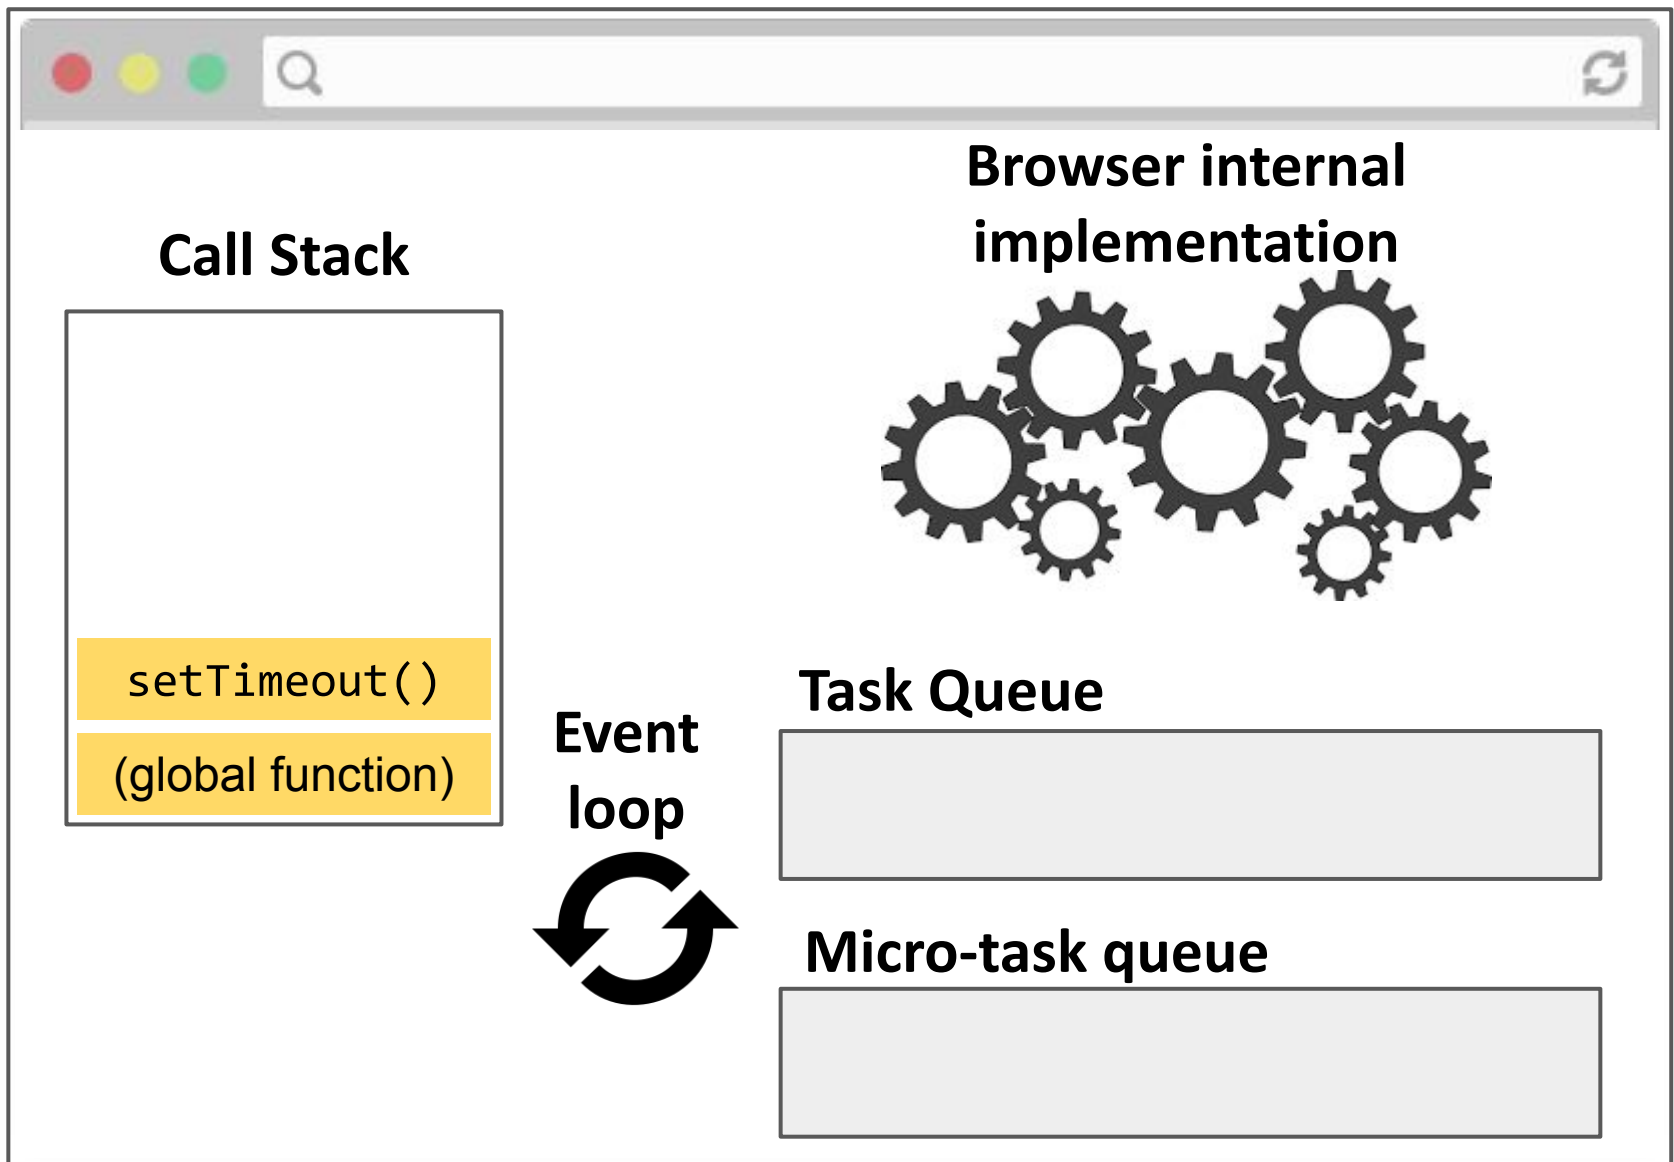 Browser internal
implementation
Call Stack
setTimeout()
(global function)
Event
loop
Task Queue
Micro-task queue